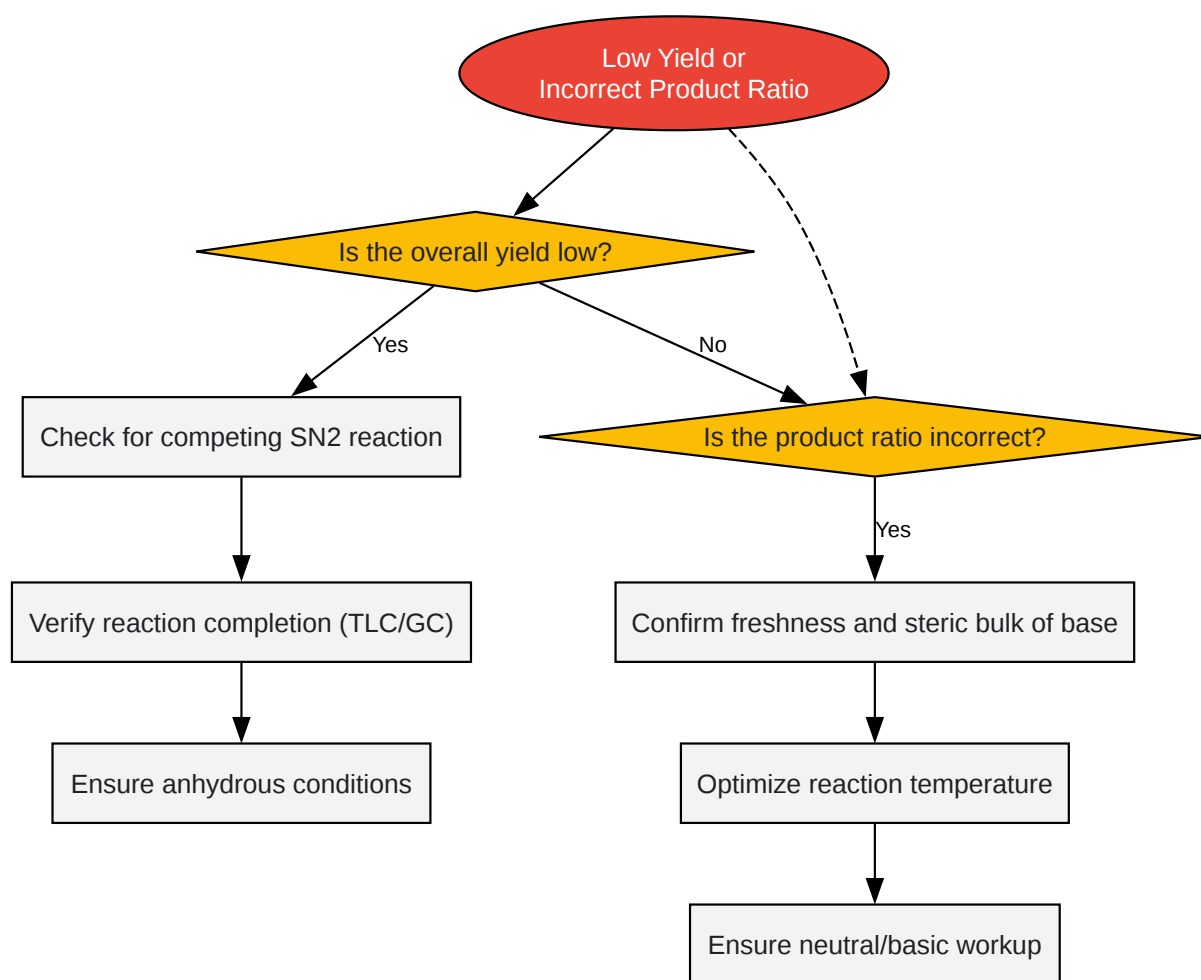 Low Yield or
Incorrect Product Ratio
Is the overall yield low?
Yes
No
Check for competing SN2 reaction
Is the product ratio incorrect?
Yes
Verify reaction completion (TLC/GC)
Confirm freshness and steric bulk of base
Ensure anhydrous conditions
Optimize reaction temperature
Ensure neutral/basic workup